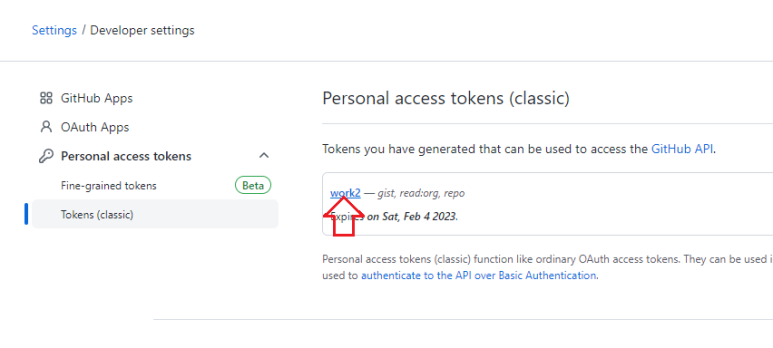 Settings / Developer settings
GitHub Apps
OAuth Apps
Personal access tokens
Fine-grained tokens Beta
Tokens (classic)
Personal access tokens (classic)
Tokens you have generated that can be used to access the GitHub API.
work2 — gist, read:org, repo
Expires on Sat, Feb 4 2023.
Personal access tokens (classic) function like ordinary OAuth access tokens. They can be used i
used to authenticate to the API over Basic Authentication.